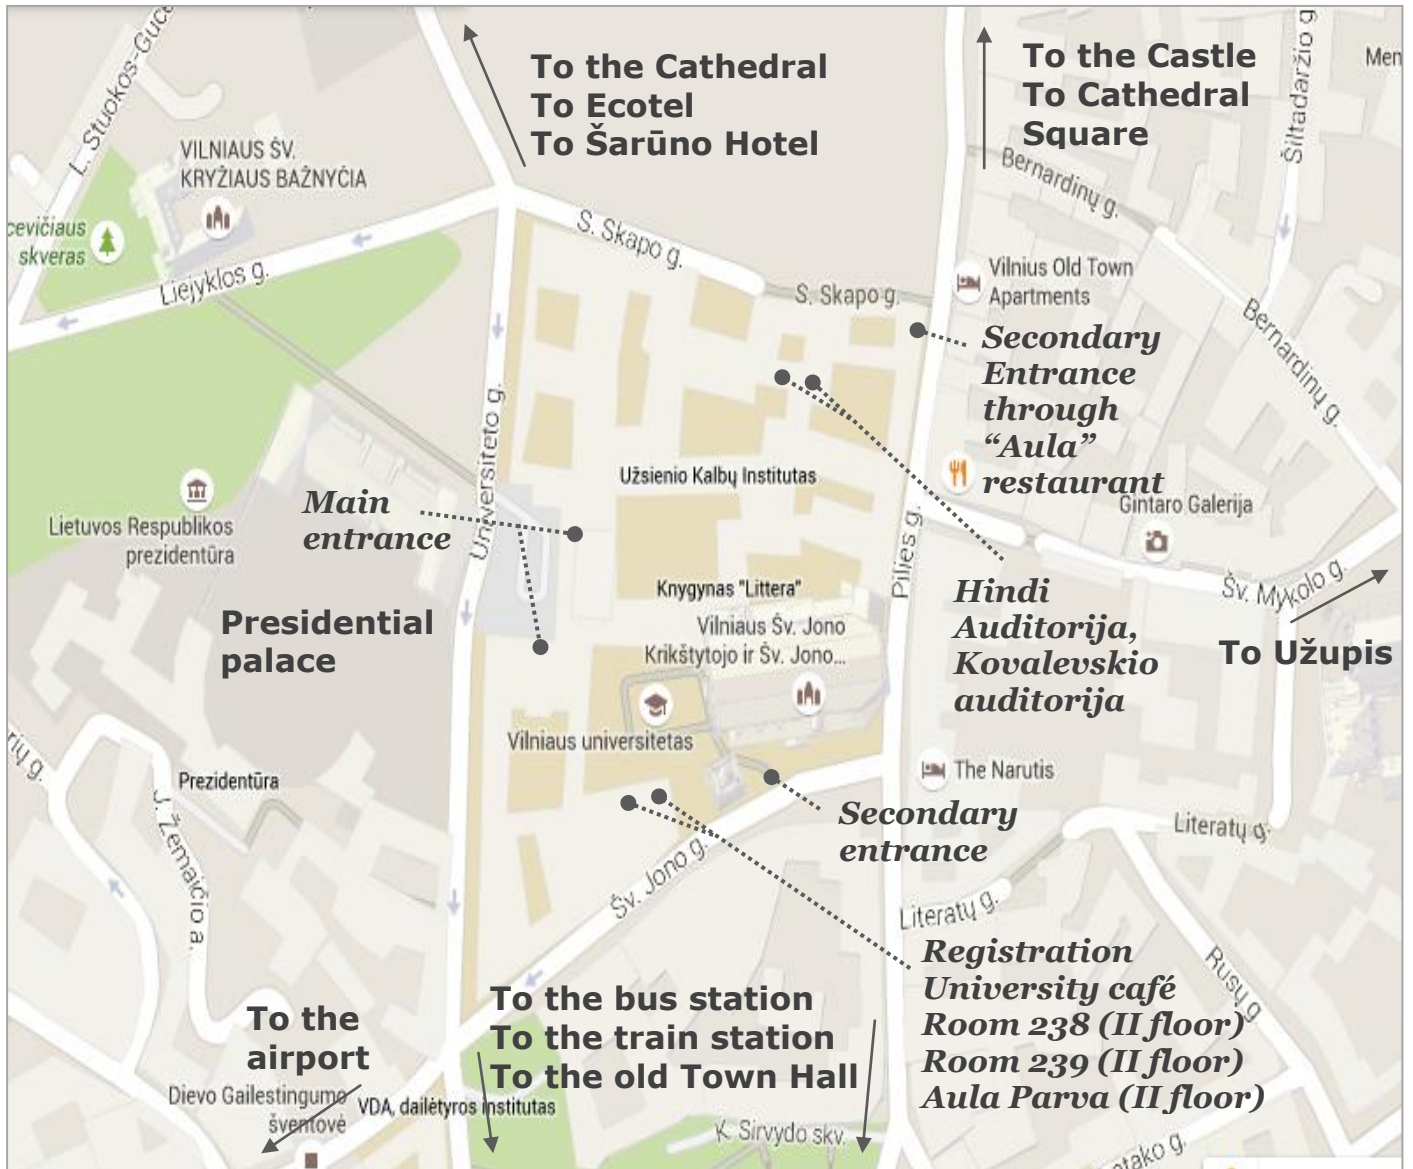 L. Stuokos-Guce
To the Cathedral
To Ecotel
To Šarūno Hotel
To the Castle
To Cathedral
Square
Šiltadaržio g
Men
VILNIAUS ŠV.
KRYŽIAUS BAŽNYČIA
cevičiaus
skveras
Liejyklos g.
S. Skapo g.
S. Skapo g.
Bernardinų g.
Vilnius Old Town
Apartments
Bernardinų g.
Secondary
Entrance
through
“Aula”
restaurant
Universiteto g.
Užsienio Kalbų Institutas
Gintaro Galerija
Main
entrance
Lietuvos Respublikos
prezidentūra
Pilies g.
Knygynas "Littera"
Vilniaus Šv. Jono
Krikštytojo ir Šv. Jono...
Hindi
Auditorija,
Kovalevskio
auditorija
Šv. Mykolo g.
To Užupis
Presidential
palace
Vilniaus universitetas
rių g.
Prezidentūra
J. Žemaičio a.
The Narutis
Secondary
entrance
Literatų g.
Šv. Jono g.
Literatų g.
Rusų g
Registration
University café
Room 238 (II floor)
Room 239 (II floor)
Aula Parva (II floor)
To the
airport
To the bus station
To the train station
To the old Town Hall
Dievo Gailestingumo
šventovė
VDA, dailėtyros institutas
K. Sirvydo skv.
otako g.